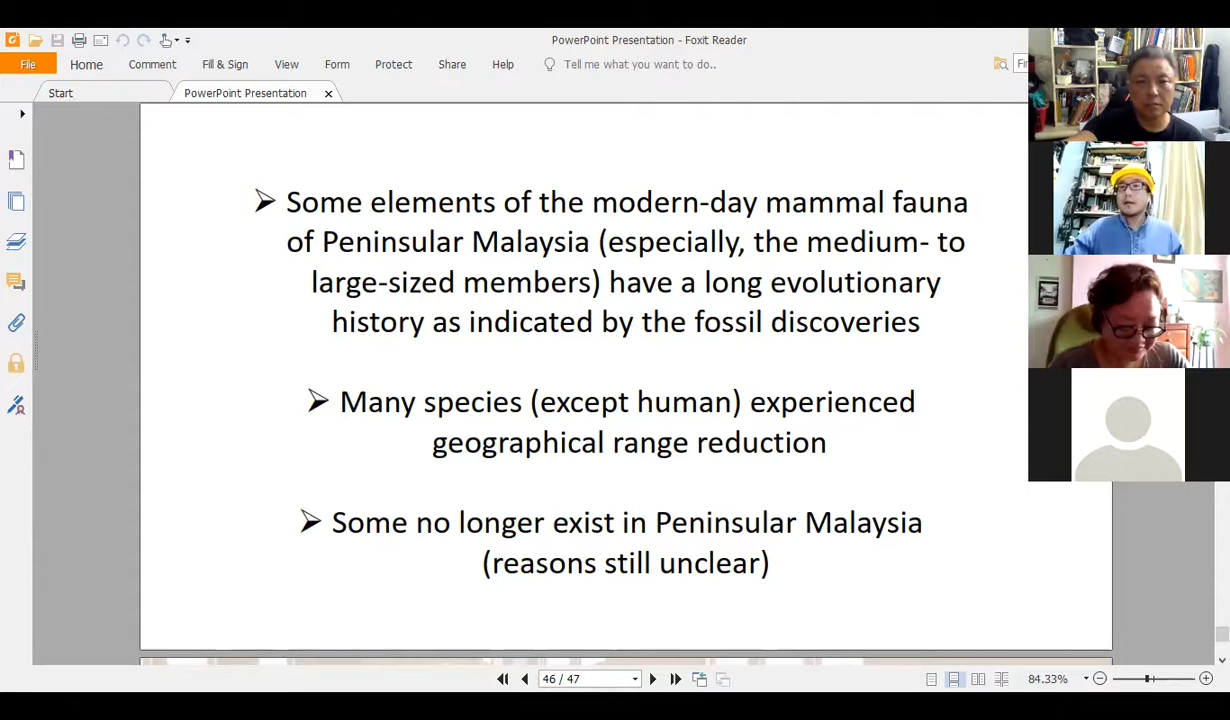 PowerPoint Presentation - Foxit Reader
File Home Comment Fill & Sign View Form Protect Share Help Tell me what you want to do..
Start PowerPoint Presentation
Some elements of the modern-day mammal fauna
of Peninsular Malaysia (especially, the medium- to
large-sized members) have a long evolutionary
history as indicated by the fossil discoveries
Many species (except human) experienced
geographical range reduction
Some no longer exist in Peninsular Malaysia
(reasons still unclear)
46 / 47 84.33%